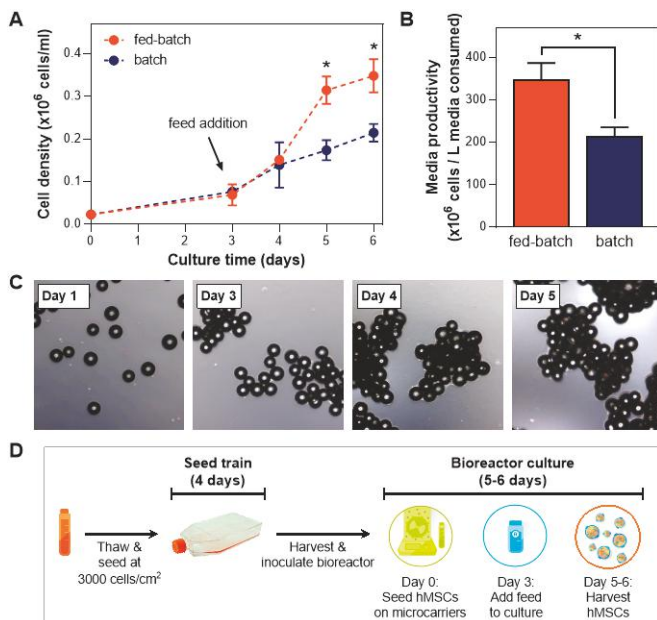 A
fed-batch
batch
feed addition
Cell density (x10⁶ cells/ml)
0.4
0.3
0.2
0.1
0.0
*
*
0 1 2 3 4 5 6
Culture time (days)
B
Media productivity
(x10⁶ cells / L media consumed)
400
300
200
100
0
*
fed-batch batch
C
Day 1
Day 3
Day 4
Day 5
D
Seed train
(4 days)
Bioreactor culture
(5-6 days)
Thaw &
seed at
3000 cells/cm²
Harvest &
inoculate bioreactor
Day 0:
Seed hMSCs
on microcarriers
Day 3:
Add feed
to culture
Day 5-6:
Harvest
hMSCs